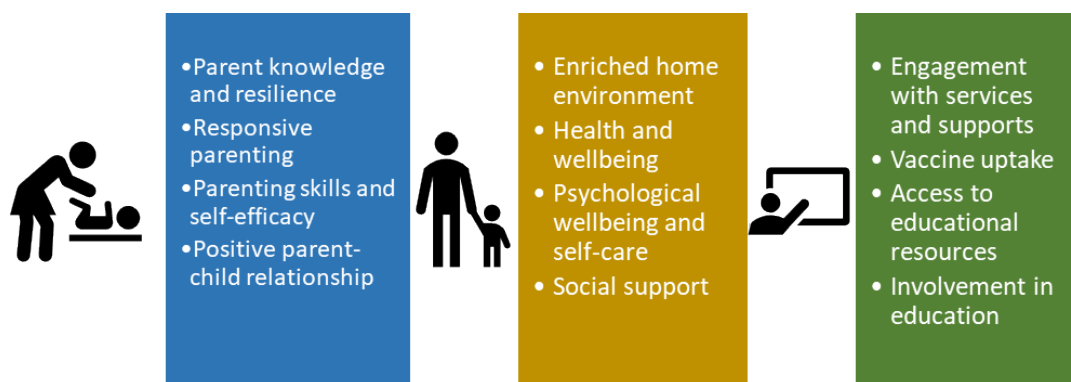 •Parent knowledge
and resilience
•Responsive
parenting
•Parenting skills and
self-efficacy
•Positive parent-
child relationship
• Enriched home
environment
• Health and
wellbeing
• Psychological
wellbeing and
self-care
• Social support
• Engagement
with services
and supports
• Vaccine uptake
• Access to
educational
resources
• Involvement in
education